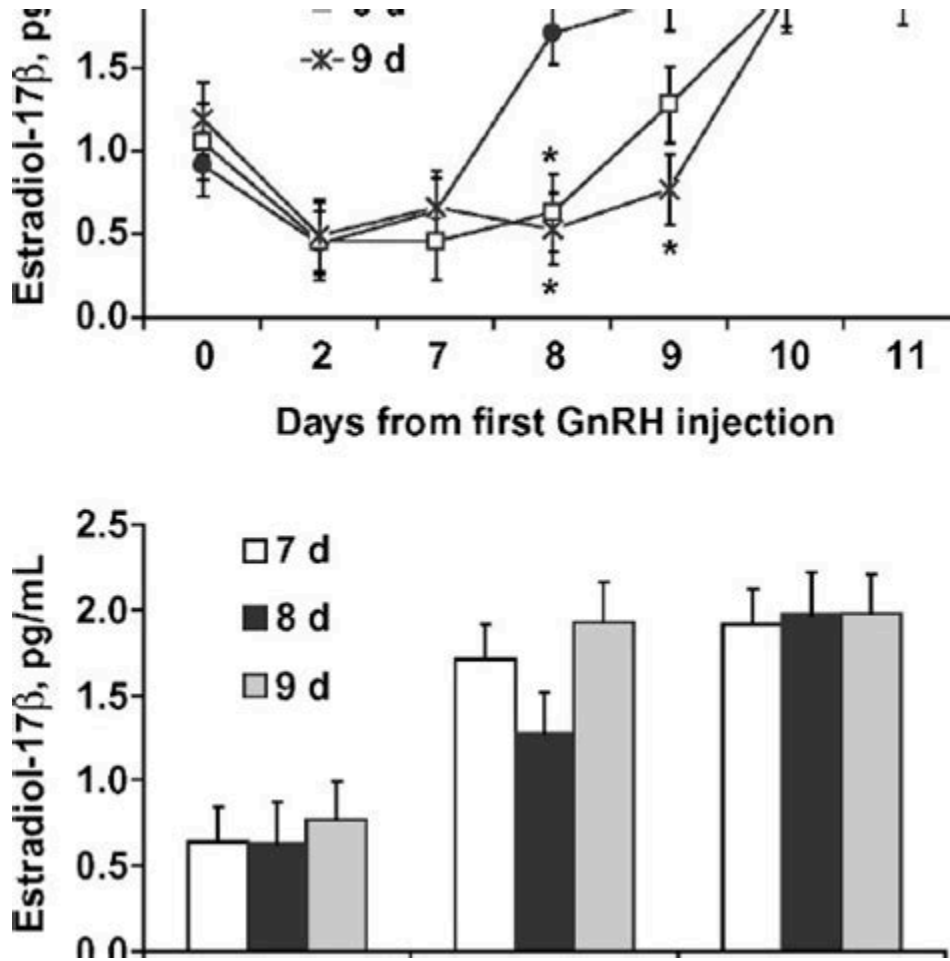 Estradiol-17β, pg
9 d
1.5
1.0
0.5
0.0
*
*
*
0 2 7 8 9 10 11
Days from first GnRH injection
Estradiol-17β, pg/mL
2.5
2.0
1.5
1.0
0.5
0.0
7 d
8 d
9 d